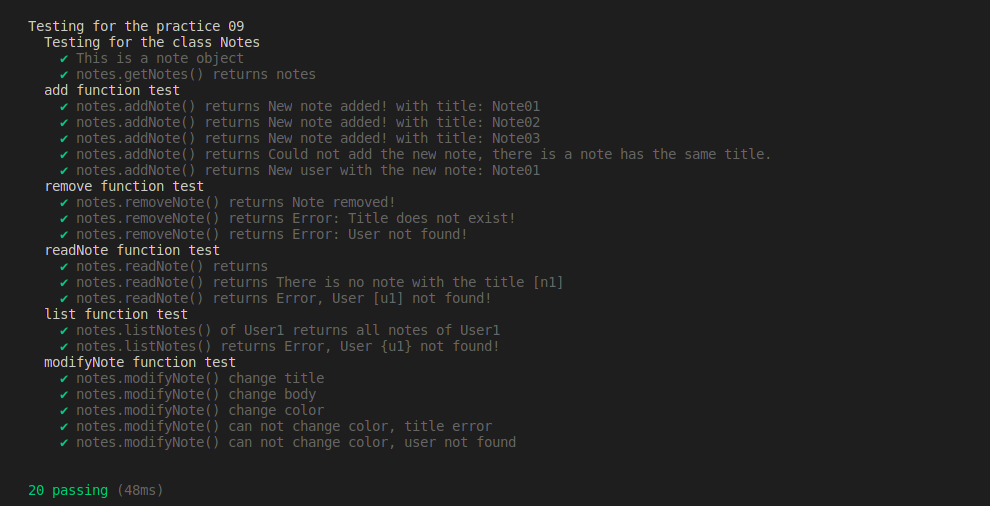 Testing for the practice 09
Testing for the class Notes
✔ This is a note object
✔ notes.getNotes() returns notes
add function test
✔ notes.addNote() returns New note added! with title: Note01
✔ notes.addNote() returns New note added! with title: Note02
✔ notes.addNote() returns New note added! with title: Note03
✔ notes.addNote() returns Could not add the new note, there is a note has the same title.
✔ notes.addNote() returns New user with the new note: Note01
remove function test
✔ notes.removeNote() returns Note removed!
✔ notes.removeNote() returns Error: Title does not exist!
✔ notes.removeNote() returns Error: User not found!
readNote function test
✔ notes.readNote() returns
✔ notes.readNote() returns There is no note with the title [n1]
✔ notes.readNote() returns Error, User [u1] not found!
list function test
✔ notes.listNotes() of User1 returns all notes of User1
✔ notes.listNotes() returns Error, User {u1} not found!
modifyNote function test
✔ notes.modifyNote() change title
✔ notes.modifyNote() change body
✔ notes.modifyNote() change color
✔ notes.modifyNote() can not change color, title error
✔ notes.modifyNote() can not change color, user not found
20 passing (48ms)